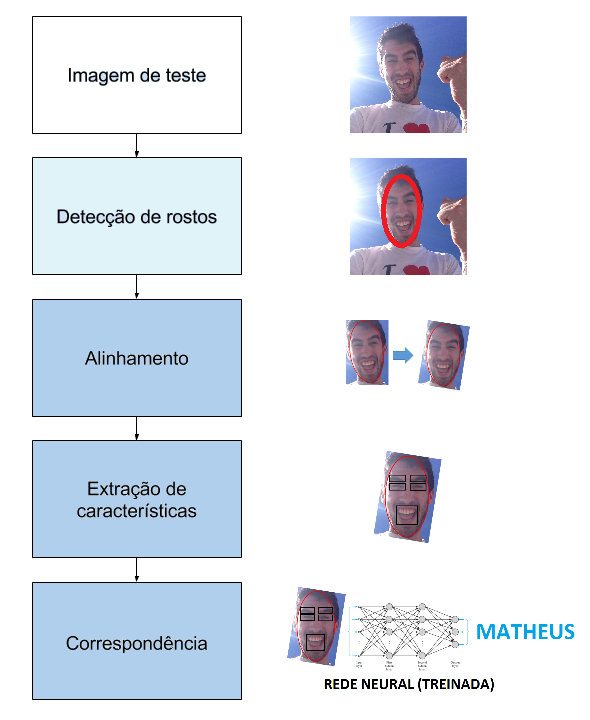 Imagem de teste
I
Detecção de rostos
I
Alinhamento
Extração de
características
Correspondência
MATHEUS
REDE NEURAL (TREINADA)